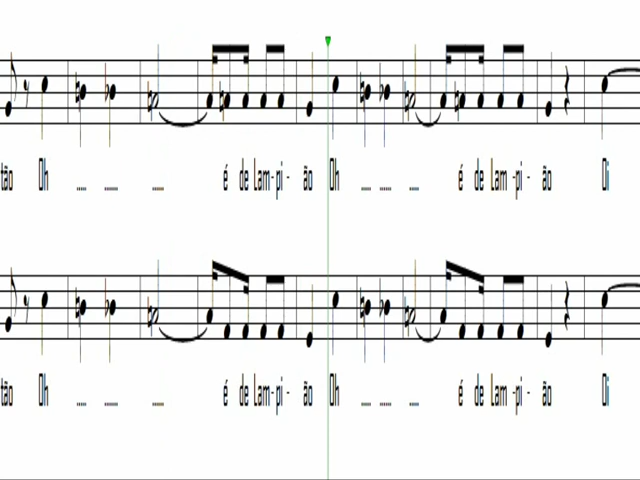 tão Oh ..... ...... ..... é de Lam-pi - ão Oh ..... ..... ..... é de Lam -pi - ão Oi
tão Oh ..... ...... ..... é de Lam-pi - ão Oh ..... ..... ..... é de Lam -pi - ão Oi